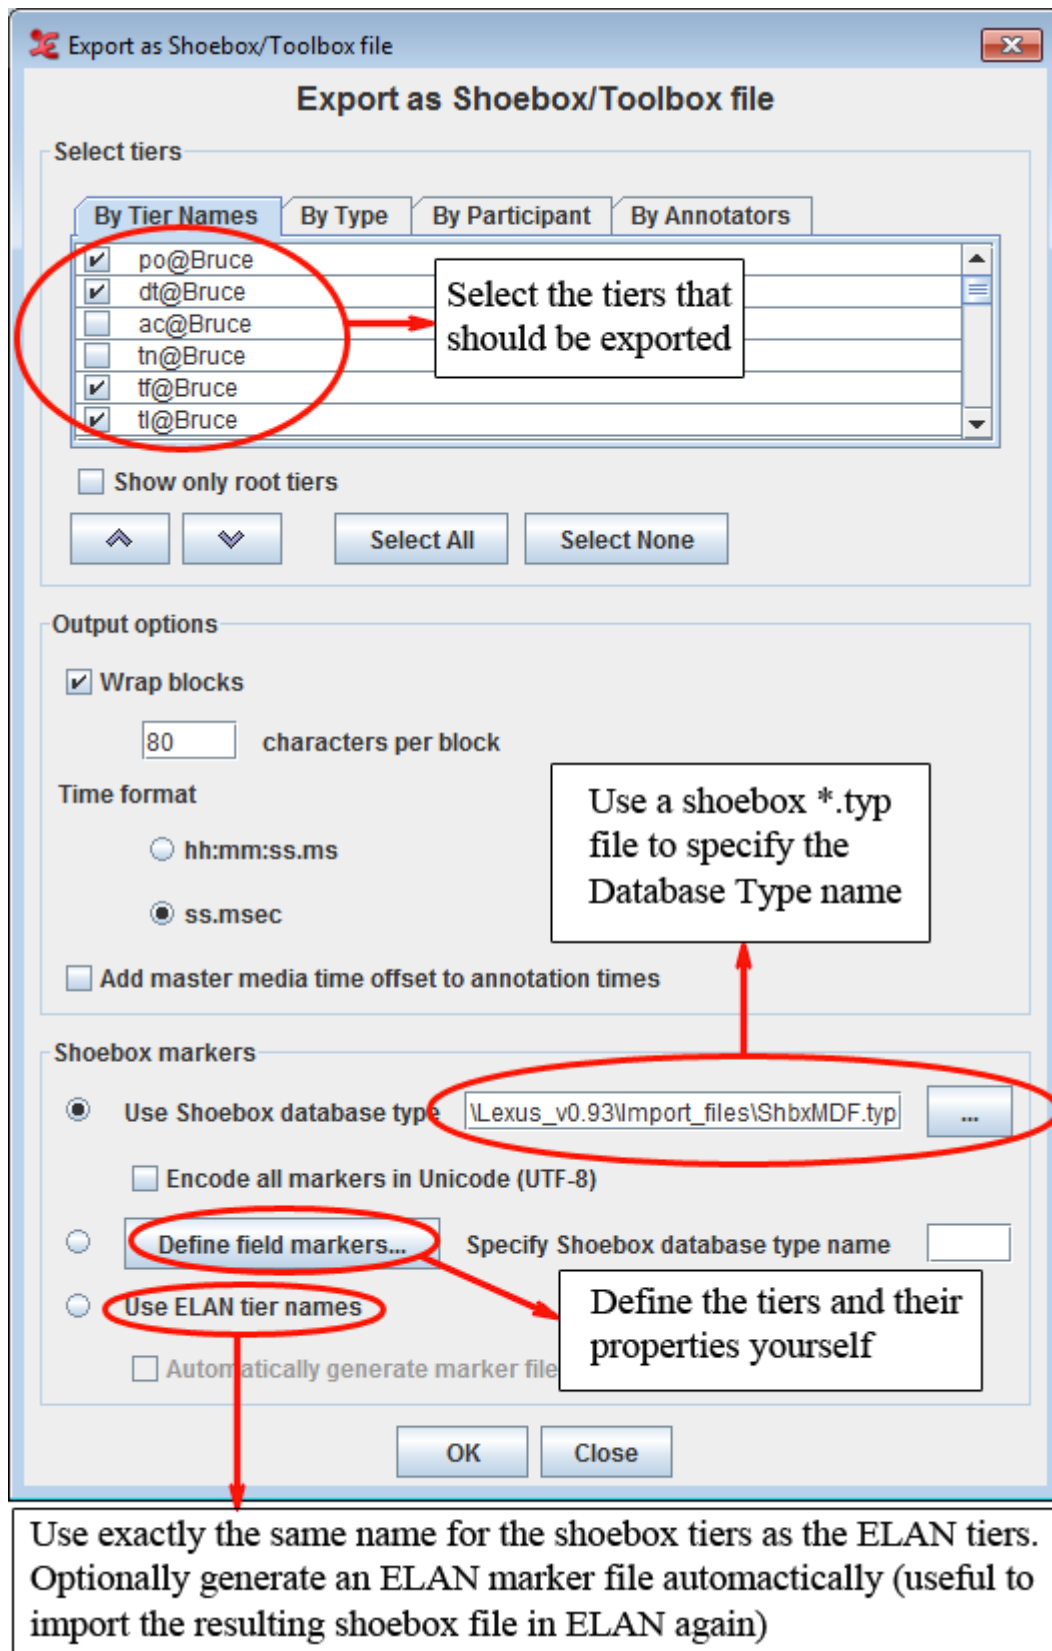 Export as Shoebox/Toolbox file
Export as Shoebox/Toolbox file
Select tiers
By Tier Names By Type By Participant By Annotators
po@Bruce
dt@Bruce
ac@Bruce
tn@Bruce
tf@Bruce
tl@Bruce
Select the tiers that
should be exported
Show only root tiers
Select All Select None
Output options
Wrap blocks
80 characters per block
Time format
hh:mm:ss.ms
ss.msec
Use a shoebox *.typ
file to specify the
Database Type name
Add master media time offset to annotation times
Shoebox markers
Use Shoebox database type \Lexus_v0.93\Import_files\ShbxMDF.typ ...
Encode all markers in Unicode (UTF-8)
Define field markers... Specify Shoebox database type name
Use ELAN tier names
Define the tiers and their
properties yourself
Automatically generate marker file
OK Close
Use exactly the same name for the shoebox tiers as the ELAN tiers.
Optionally generate an ELAN marker file automactically (useful to
import the resulting shoebox file in ELAN again)